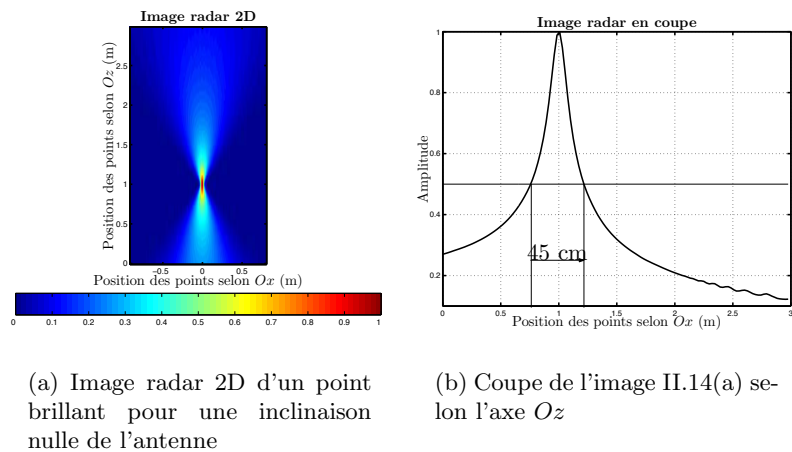 Image radar 2D
Position des points selon Oz (m)
2.5
2
1.5
1
0.5
0
-0.5 0 0.5
Position des points selon Ox (m)
0 0.1 0.2 0.3 0.4 0.5 0.6 0.7 0.8 0.9 1
(a) Image radar 2D d'un point
brillant pour une inclinaison
nulle de l'antenne
Image radar en coupe
Amplitude
1
0.8
0.6
0.4
0.2
45 cm
0 0.5 1 1.5 2 2.5 3
Position des points selon Ox (m)
(b) Coupe de l'image II.14(a) se-
lon l'axe Oz